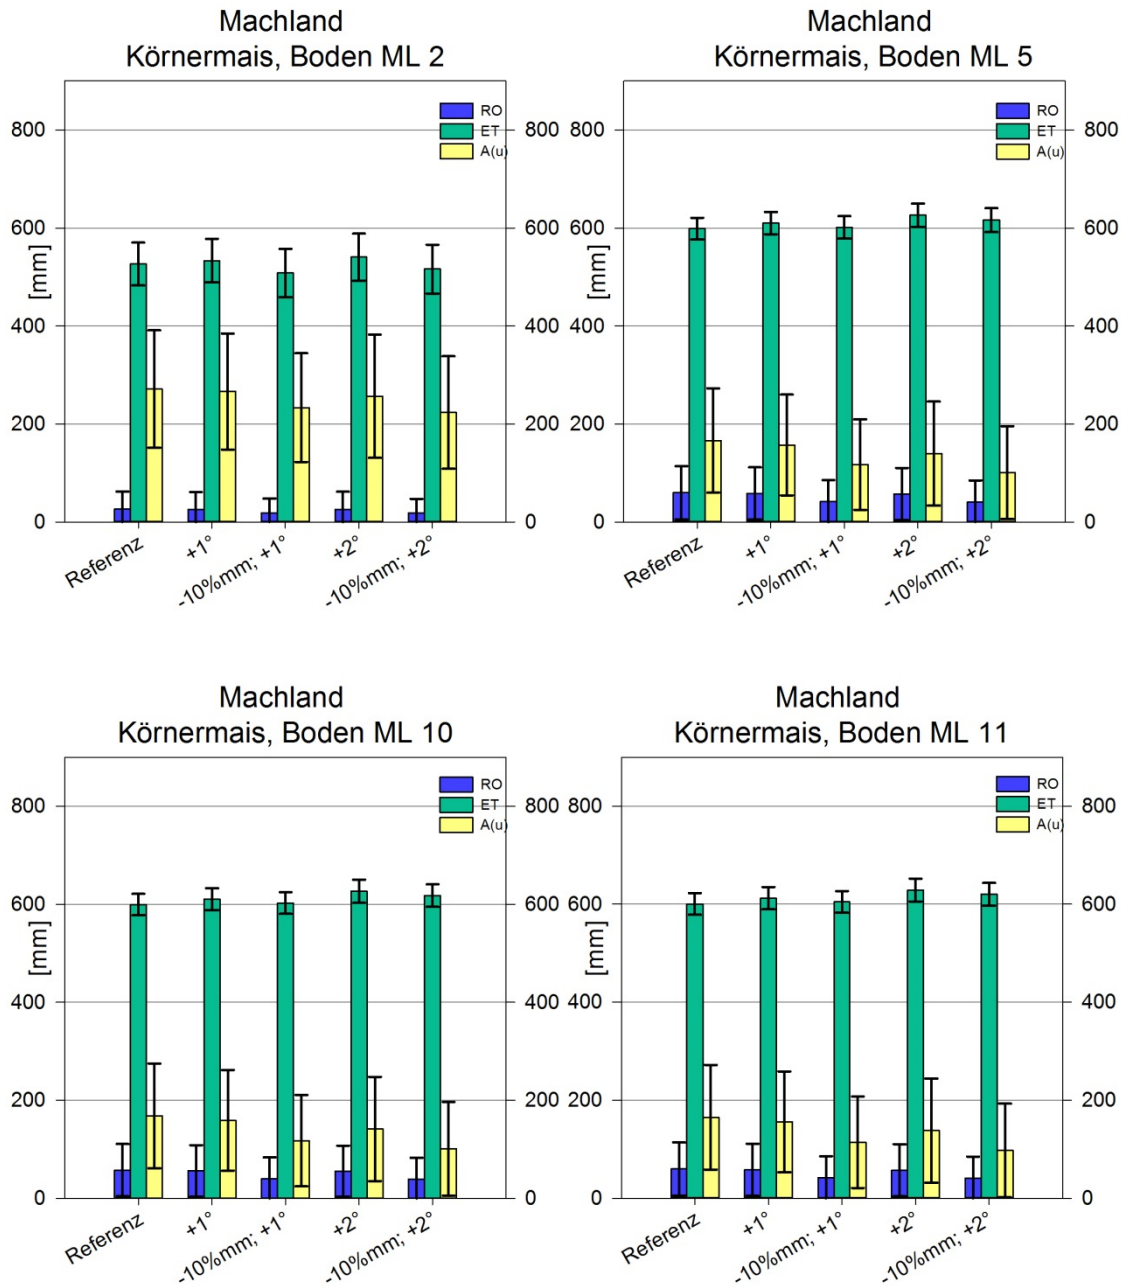 Machland
Körnermais, Boden ML 2
RO
ET
A(u)
800
600
400
200
0
[mm]
800
600
400
200
0
Referenz
+1°
-10%mm; +1°
+2°
-10%mm; +2°
Machland
Körnermais, Boden ML 5
RO
ET
A(u)
800
600
400
200
0
[mm]
800
600
400
200
0
Referenz
+1°
-10%mm; +1°
+2°
-10%mm; +2°
Machland
Körnermais, Boden ML 10
RO
ET
A(u)
800
600
400
200
0
[mm]
800
600
400
200
0
Referenz
+1°
-10%mm; +1°
+2°
-10%mm; +2°
Machland
Körnermais, Boden ML 11
RO
ET
A(u)
800
600
400
200
0
[mm]
800
600
400
200
0
Referenz
+1°
-10%mm; +1°
+2°
-10%mm; +2°